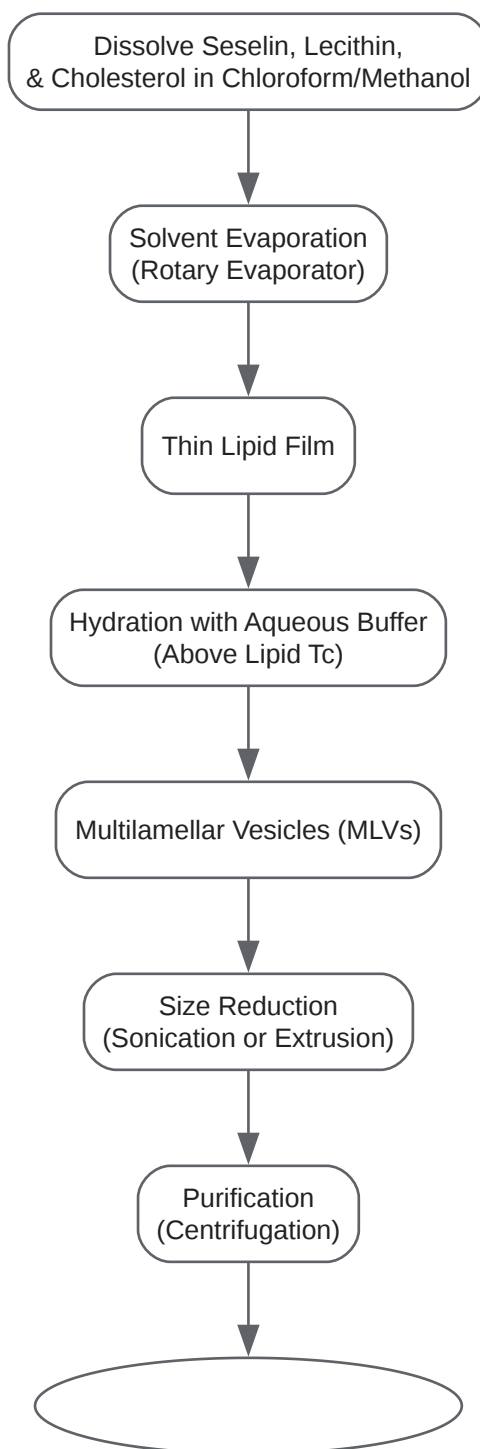 Dissolve Seselin, Lecithin,
& Cholesterol in Chloroform/Methanol
Solvent Evaporation
(Rotary Evaporator)
Thin Lipid Film
Hydration with Aqueous Buffer
(Above Lipid Tc)
Multilamellar Vesicles (MLVs)
Size Reduction
(Sonication or Extrusion)
Purification
(Centrifugation)